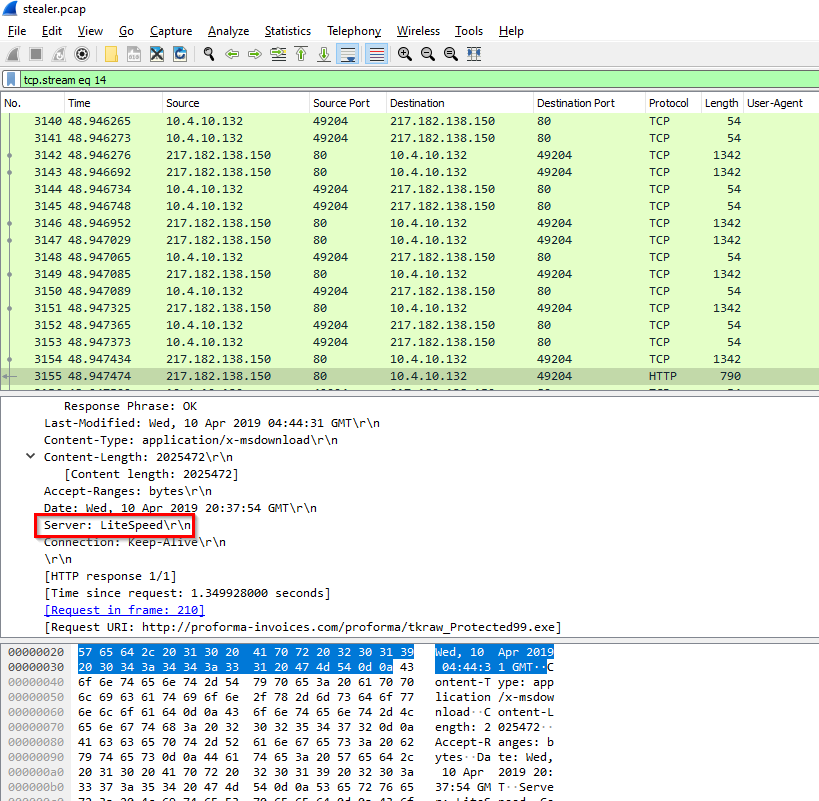 stealer.pcap
File Edit View Go Capture Analyze Statistics Telephony Wireless Tools Help
tcp.stream eq 14
No. Time Source Source Port Destination Destination Port Protocol Length User-Agent
3140 48.946265 10.4.10.132 49204 217.182.138.150 80 TCP 54
3141 48.946273 10.4.10.132 49204 217.182.138.150 80 TCP 54
3142 48.946276 217.182.138.150 80 10.4.10.132 49204 TCP 1342
3143 48.946692 217.182.138.150 80 10.4.10.132 49204 TCP 1342
3144 48.946734 10.4.10.132 49204 217.182.138.150 80 TCP 54
3145 48.946748 10.4.10.132 49204 217.182.138.150 80 TCP 54
3146 48.946952 217.182.138.150 80 10.4.10.132 49204 TCP 1342
3147 48.947029 217.182.138.150 80 10.4.10.132 49204 TCP 1342
3148 48.947065 10.4.10.132 49204 217.182.138.150 80 TCP 54
3149 48.947085 217.182.138.150 80 10.4.10.132 49204 TCP 1342
3150 48.947089 10.4.10.132 49204 217.182.138.150 80 TCP 54
3151 48.947325 217.182.138.150 80 10.4.10.132 49204 TCP 1342
3152 48.947365 10.4.10.132 49204 217.182.138.150 80 TCP 54
3153 48.947373 10.4.10.132 49204 217.182.138.150 80 TCP 54
3154 48.947434 217.182.138.150 80 10.4.10.132 49204 TCP 1342
3155 48.947474 217.182.138.150 80 10.4.10.132 49204 HTTP 790
Response Phrase: OK
Last-Modified: Wed, 10 Apr 2019 04:44:31 GMT\r\n
Content-Type: application/x-msdownload\r\n
Content-Length: 2025472\r\n
[Content length: 2025472]
Accept-Ranges: bytes\r\n
Date: Wed, 10 Apr 2019 20:37:54 GMT\r\n
Server: LiteSpeed\r\n
Connection: Keep-Alive\r\n
\r\n
[HTTP response 1/1]
[Time since request: 1.349928000 seconds]
[Request in frame: 210]
[Request URI: http://proforma-invoices.com/proforma/tkraw_Protected99.exe]
00000020 57 65 64 2c 20 31 30 20 41 70 72 20 32 30 31 39 Wed, 10 Apr 2019
00000030 20 30 34 3a 34 34 3a 33 31 20 47 4d 54 0d 0a 43 04:44:31 GMT··C
00000040 6f 6e 74 65 6e 74 2d 54 79 70 65 3a 20 61 70 70 ontent-T ype: app
00000050 6c 69 63 61 74 69 6f 6e 2f 78 2d 6d 73 64 6f 77 lication /x-msdow
00000060 6e 6c 6f 61 64 0d 0a 43 6f 6e 74 65 6e 74 2d 4c nload··C ontent-L
00000070 65 6e 67 74 68 3a 20 32 30 32 35 34 37 32 0d 0a ength: 2 025472··
00000080 41 63 63 65 70 74 2d 52 61 6e 67 65 73 3a 20 62 Accept-R anges: b
00000090 79 74 65 73 0d 0a 44 61 74 65 3a 20 57 65 64 2c ytes··Da te: Wed,
000000a0 20 31 30 20 41 70 72 20 32 30 31 39 20 32 30 3a 10 Apr 2019 20:
000000b0 33 37 3a 35 34 20 47 4d 54 0d 0a 53 65 72 76 65 37:54 GM T··Serve